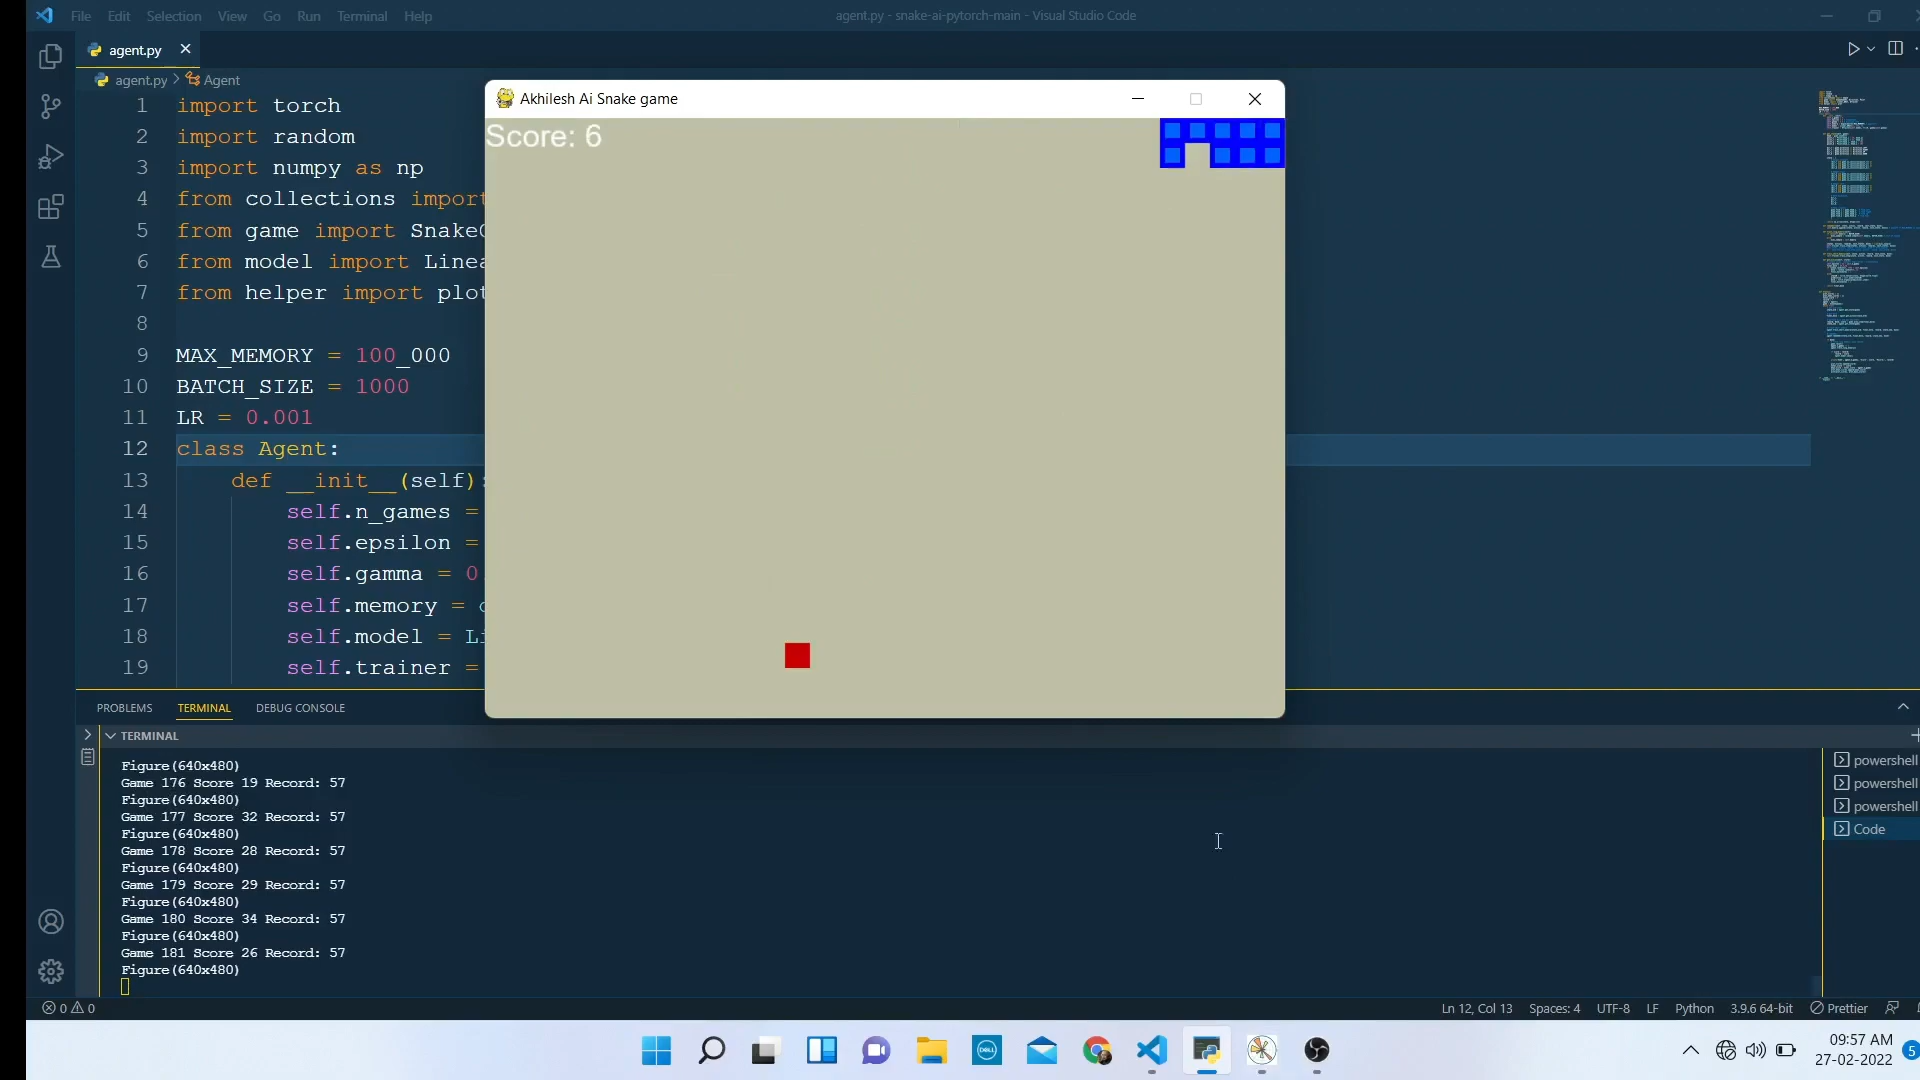 File Edit Selection View Go Run Terminal Help
agent.py - snake-ai-pytorch-main - Visual Studio Code
agent.py
agent.py > Agent
1 import torch
2 import random
3 import numpy as np
4 from collections import
5 from game import Snake
6 from model import Linea
7 from helper import plot
8
9 MAX_MEMORY = 100_000
10 BATCH_SIZE = 1000
11 LR = 0.001
12 class Agent:
13 def __init__(self):
14 self.n_games =
15 self.epsilon =
16 self.gamma = 0
17 self.memory =
18 self.model = Li
19 self.trainer =
Akhilesh Ai Snake game
Score: 6
PROBLEMS TERMINAL DEBUG CONSOLE
TERMINAL
Figure(640x480)
Game 176 Score 19 Record: 57
Figure(640x480)
Game 177 Score 32 Record: 57
Figure(640x480)
Game 178 Score 28 Record: 57
Figure(640x480)
Game 179 Score 29 Record: 57
Figure(640x480)
Game 180 Score 34 Record: 57
Figure(640x480)
Game 181 Score 26 Record: 57
Figure(640x480)
powershell
powershell
powershell
Code
0 0
Ln 12, Col 13 Spaces: 4 UTF-8 LF Python 3.9.6 64-bit Prettier
DELL
09:57 AM
27-02-2022
5